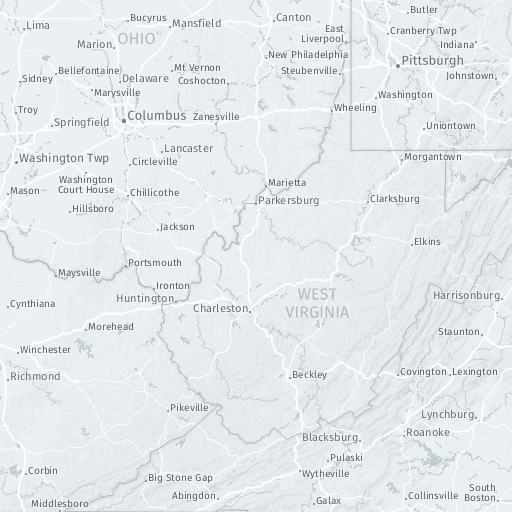 Lima
Bucyrus
Mansfield
Canton
Butler
OHIO
East
Liverpool
Cranberry Twp
Marion
Indiana
New Philadelphia
Pittsburgh
Sidney
Bellefontaine
Delaware
Mt Vernon
Coshocton
Steubenville
Johnstown
Marysville
Washington
Troy
Springfield
Columbus
Zanesville
Wheeling
Uniontown
Washington Twp
Lancaster
Circleville
Morgantown
Mason
Washington
Court House
Chillicothe
Marietta
Parkersburg
Clarksburg
Hillsboro
Jackson
Elkins
Maysville
Portsmouth
Ironton
Huntington
Charleston
WEST
VIRGINIA
Harrisonburg
Cynthiana
Morehead
Staunton
Winchester
Richmond
Beckley
Covington
Lexington
Pikeville
Lynchburg
Roanoke
Blacksburg
Pulaski
Corbin
Big Stone Gap
Wytheville
Abingdon
Middlesboro
Galax
Collinsville
South
Boston